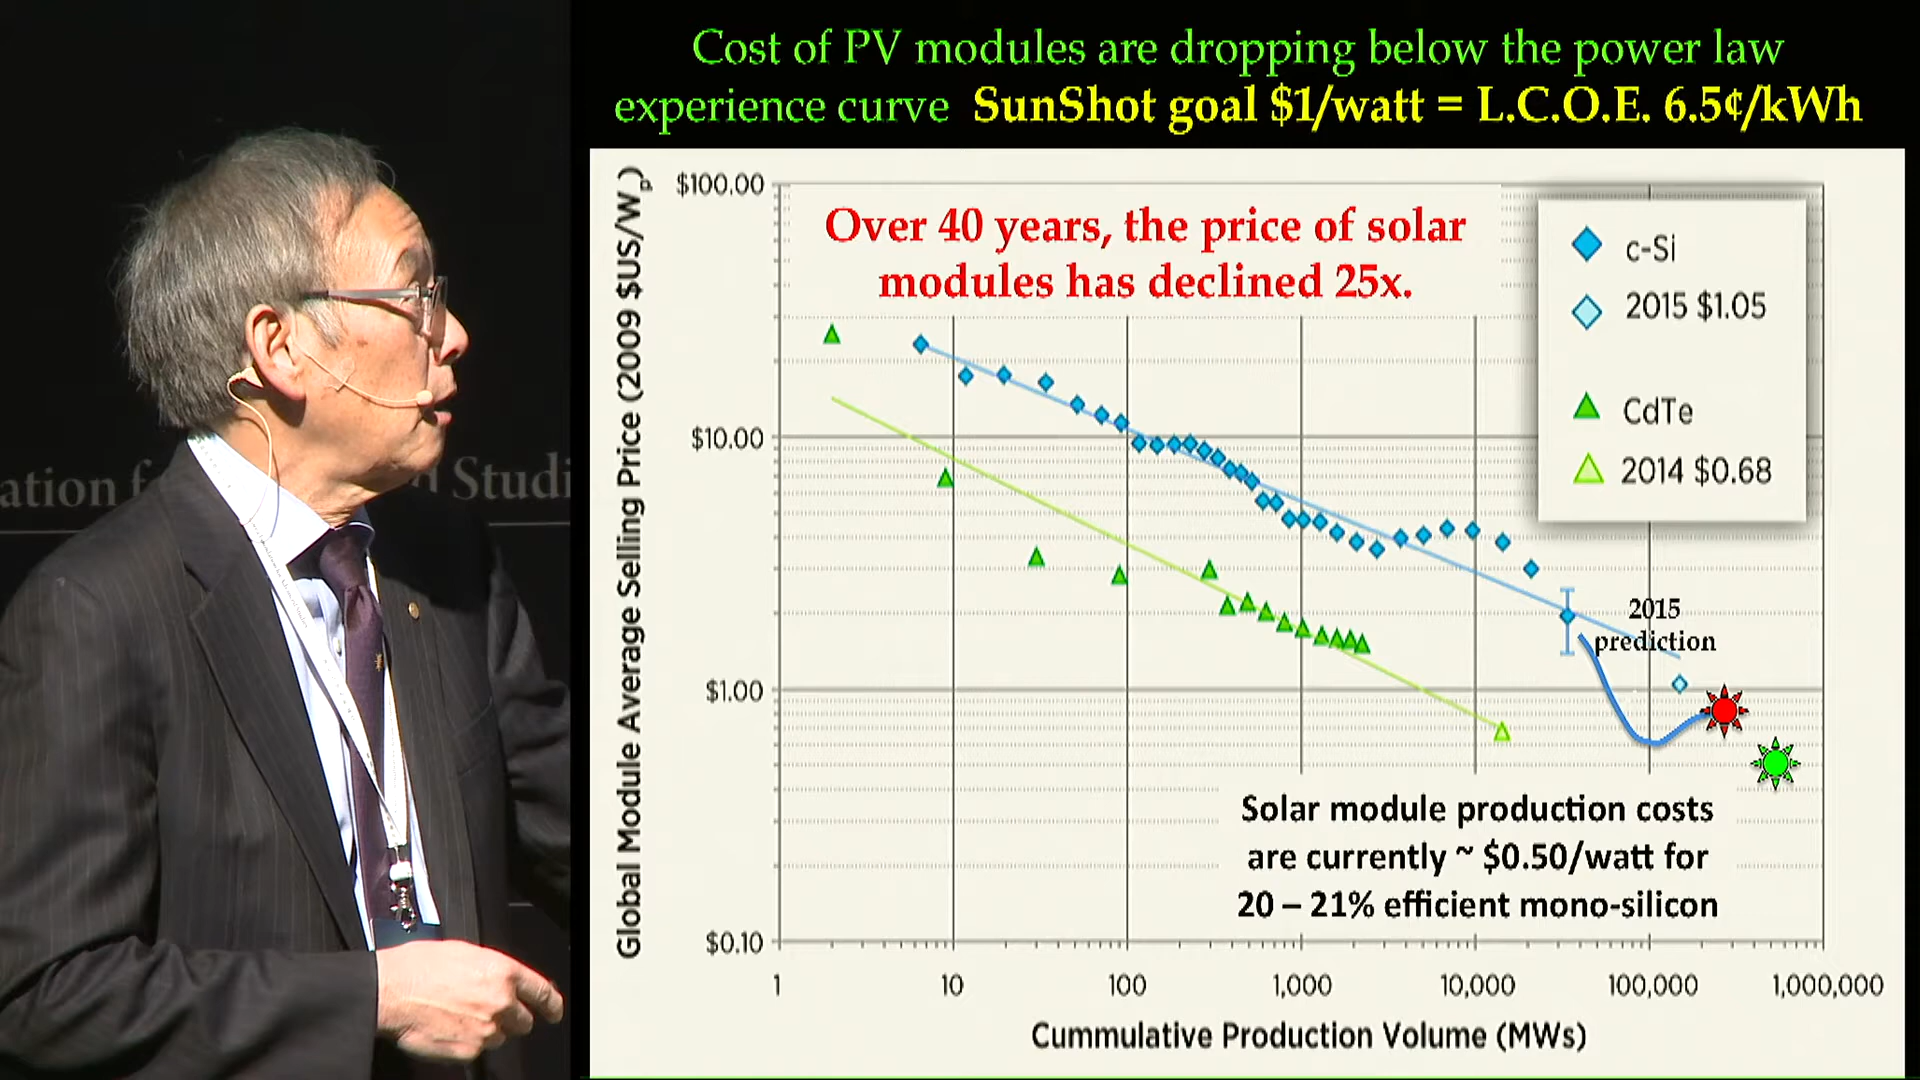 Cost of PV modules are dropping below the power law
experience curve SunShot goal $1/watt = L.C.O.E. 6.5¢/kWh
Global Module Average Selling Price (2009 $US/Wp)
$100.00
$10.00
$1.00
$0.10
Over 40 years, the price of solar
modules has declined 25x.
c-Si
2015 $1.05
CdTe
2014 $0.68
2015
prediction
Solar module production costs
are currently ~ $0.50/watt for
20 – 21% efficient mono-silicon
1
10
100
1,000
10,000
100,000
1,000,000
Cummulative Production Volume (MWs)
ation f
Studi